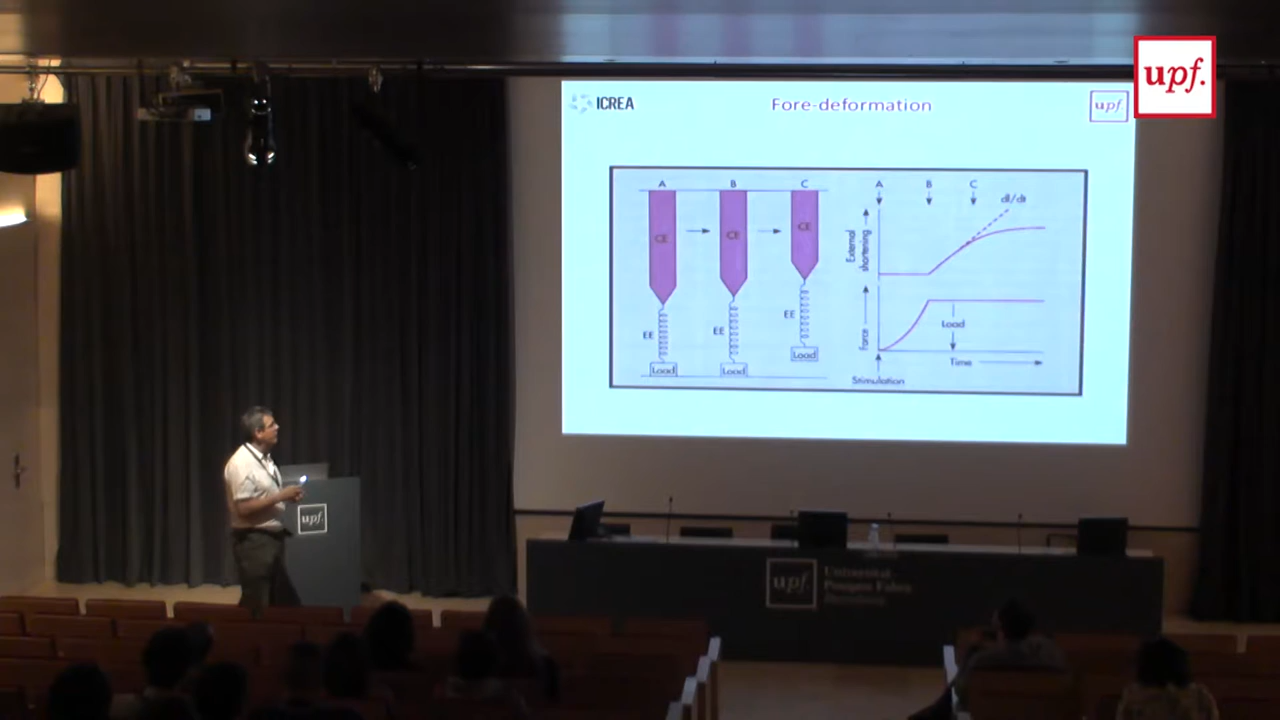 upf.
ICREA
Fore-deformation
upf.
A B C
CE CE CE
EE EE EE
Load Load Load
A B C
dl/dt
External
shortening
Force
Load
Time
Stimulation
upf.
upf.
Universitat
Pompeu Fabra
Barcelona